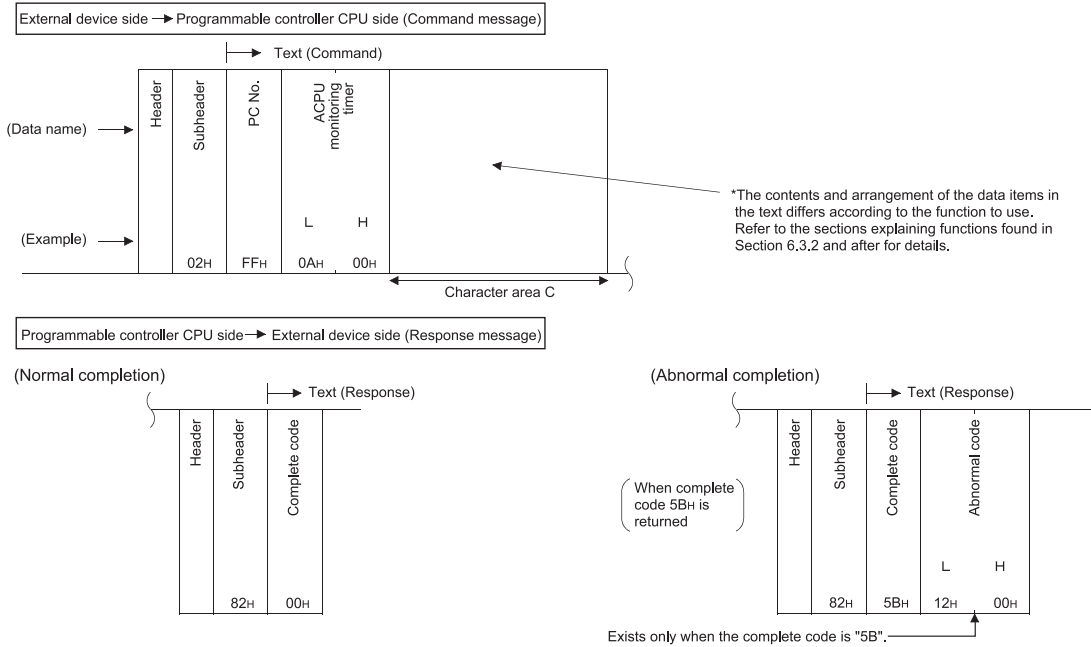 External device side → Programmable controller CPU side (Command message)
Text (Command)
(Data name)
Header
Subheader
PC No.
ACPU
monitoring
timer
*The contents and arrangement of the data items in
the text differs according to the function to use.
Refer to the sections explaining functions found in
Section 6.3.2 and after for details.
L H
(Example)
02H FFH 0AH 00H
Character area C
Programmable controller CPU side → External device side (Response message)
(Normal completion)
Text (Response)
Header
Subheader
Complete code
82H 00H
(Abnormal completion)
Text (Response)
Header
Subheader
Complete code
Abnormal code
When complete
code 5BH is
returned
L H
82H 5BH 12H 00H
Exists only when the complete code is "5B".